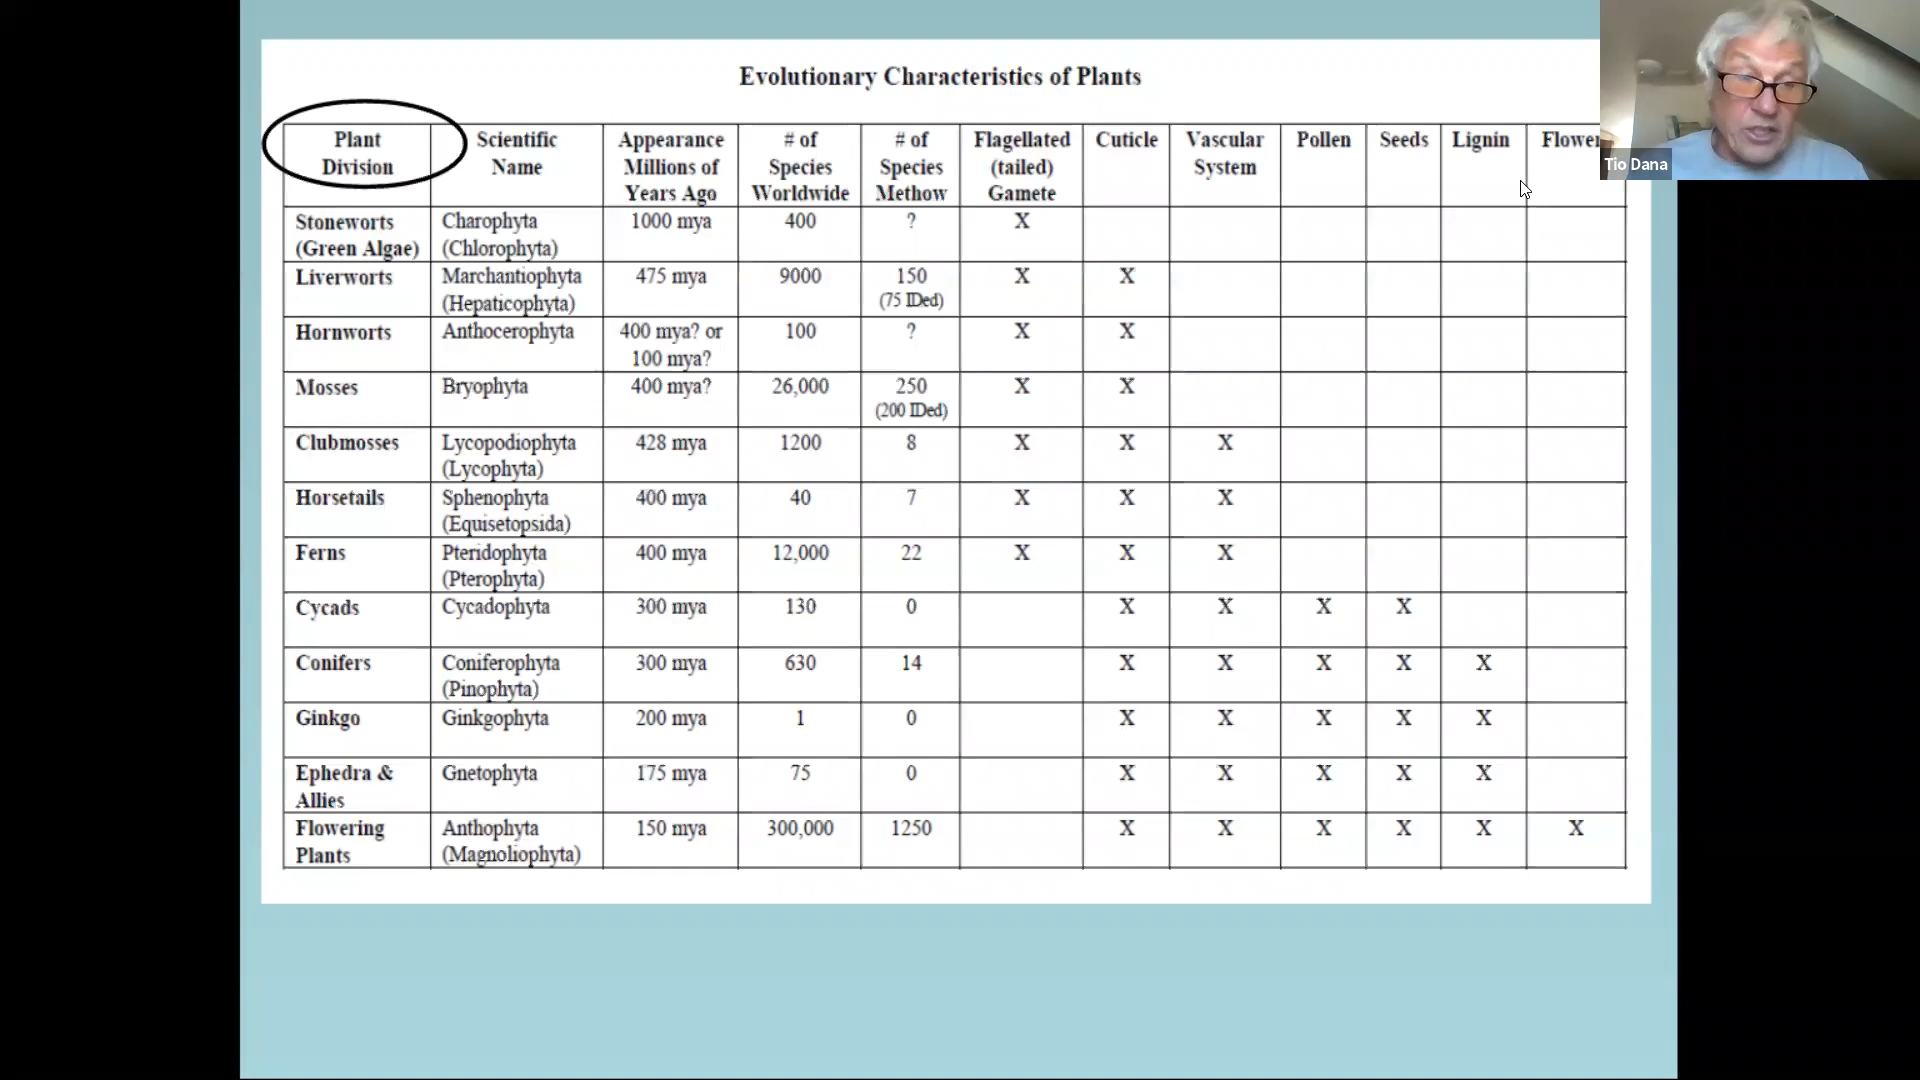 Evolutionary Characteristics of Plants
Plant Division | Scientific Name | Appearance Millions of Years Ago | # of Species Worldwide | # of Species Methow | Flagellated (tailed) Gamete | Cuticle | Vascular System | Pollen | Seeds | Lignin | Flower
Stoneworts (Green Algae) | Charophyta (Chlorophyta) | 1000 mya | 400 | ? | X
Liverworts | Marchantiophyta (Hepaticophyta) | 475 mya | 9000 | 150 (75 IDed) | X | X
Hornworts | Anthocerophyta | 400 mya? or 100 mya? | 100 | ? | X | X
Mosses | Bryophyta | 400 mya? | 26,000 | 250 (200 IDed) | X | X
Clubmosses | Lycopodiophyta (Lycophyta) | 428 mya | 1200 | 8 | X | X | X
Horsetails | Sphenophyta (Equisetopsida) | 400 mya | 40 | 7 | X | X | X
Ferns | Pteridophyta (Pterophyta) | 400 mya | 12,000 | 22 | X | X | X
Cycads | Cycadophyta | 300 mya | 130 | 0 | | X | X | X | X
Conifers | Coniferophyta (Pinophyta) | 300 mya | 630 | 14 | | X | X | X | X | X
Ginkgo | Ginkgophyta | 200 mya | 1 | 0 | | X | X | X | X | X
Ephedra & Allies | Gnetophyta | 175 mya | 75 | 0 | | X | X | X | X | X
Flowering Plants | Anthophyta (Magnoliophyta) | 150 mya | 300,000 | 1250 | | X | X | X | X | X | X
Tio Dana